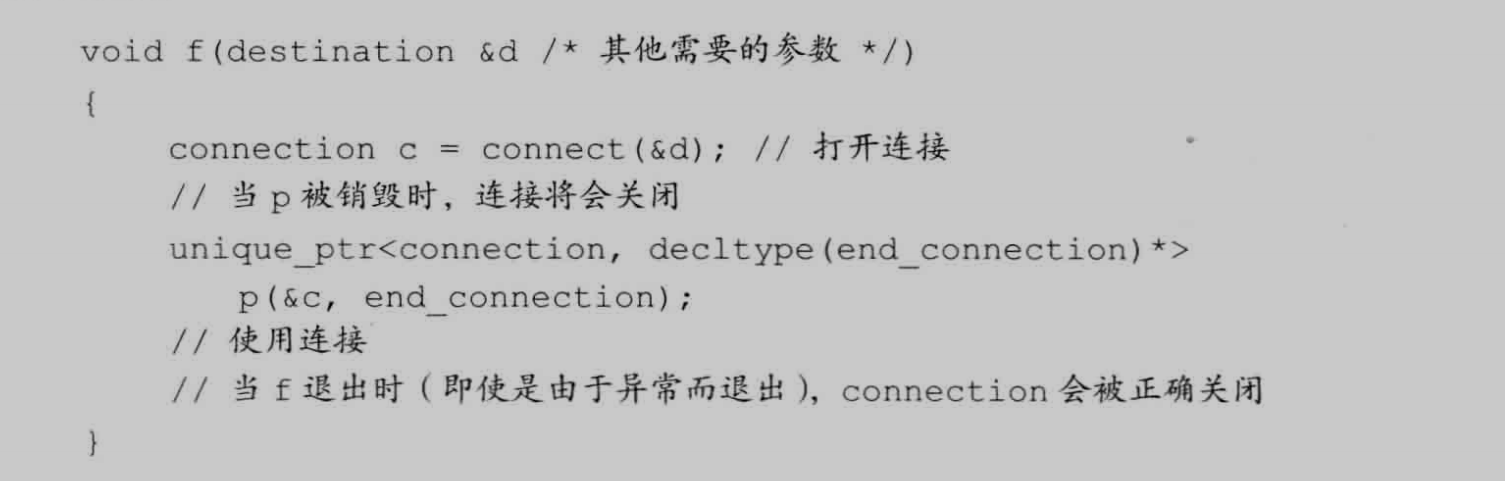 void f(destination &d /* 其他需要的参数 */)
{
    connection c = connect(&d); // 打开连接
    // 当 p 被销毁时，连接将会关闭
    unique_ptr<connection, decltype(end_connection)*>
        p(&c, end_connection);
    // 使用连接
    // 当 f 退出时（即使是由于异常而退出），connection 会被正确关闭
}